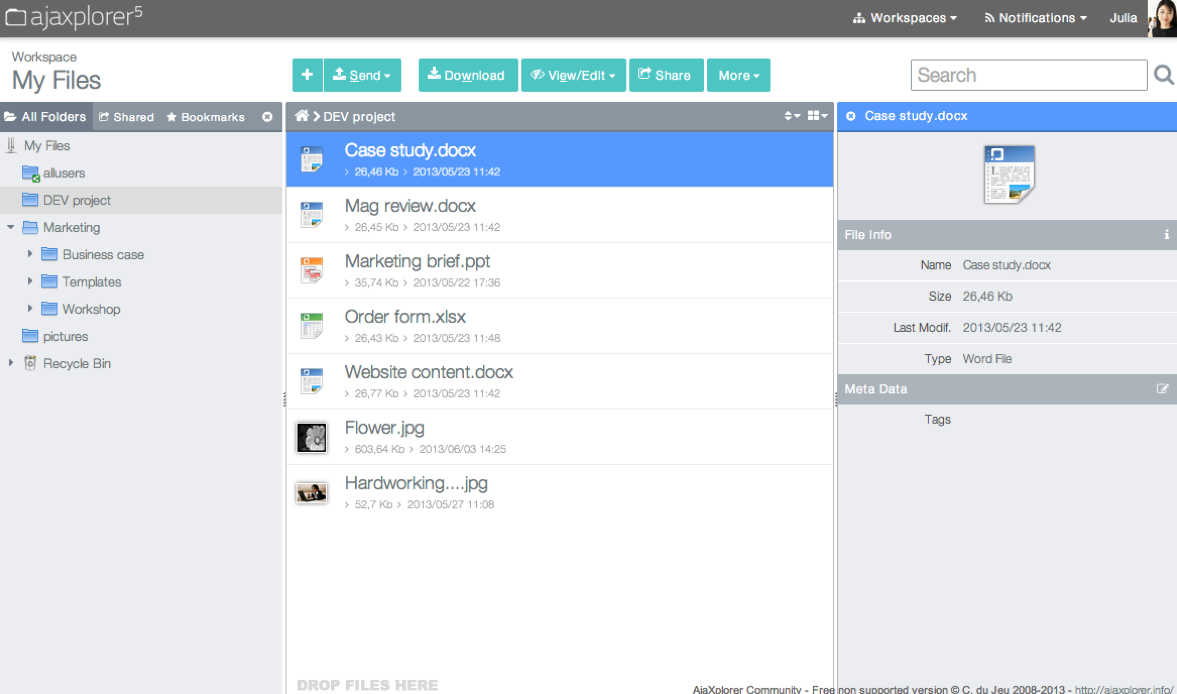 ajaxplorer5
Workspaces
Notifications
Julia
Workspace
My Files
+
Send
Download
View/Edit
Share
More
Search
All Folders
Shared
Bookmarks
DEV project
Case study.docx
My Files
allusers
DEV project
Marketing
Business case
Templates
Workshop
pictures
Recycle Bin
Case study.docx
› 26,46 Kb › 2013/05/23 11:42
Mag review.docx
› 26,45 Kb › 2013/05/23 11:42
Marketing brief.ppt
› 35,74 Kb › 2013/05/22 17:36
Order form.xlsx
› 26,43 Kb › 2013/05/23 11:48
Website content.docx
› 26,77 Kb › 2013/05/23 11:42
Flower.jpg
› 603,64 Kb › 2013/06/03 14:25
Hardworking....jpg
› 52,7 Kb › 2013/05/27 11:08
DROP FILES HERE
File Info
Name Case study.docx
Size 26,46 Kb
Last Modif. 2013/05/23 11:42
Type Word File
Meta Data
Tags
AjaXplorer Community - Free non supported version © C. du Jeu 2008-2013 - http://ajaxplorer.info/